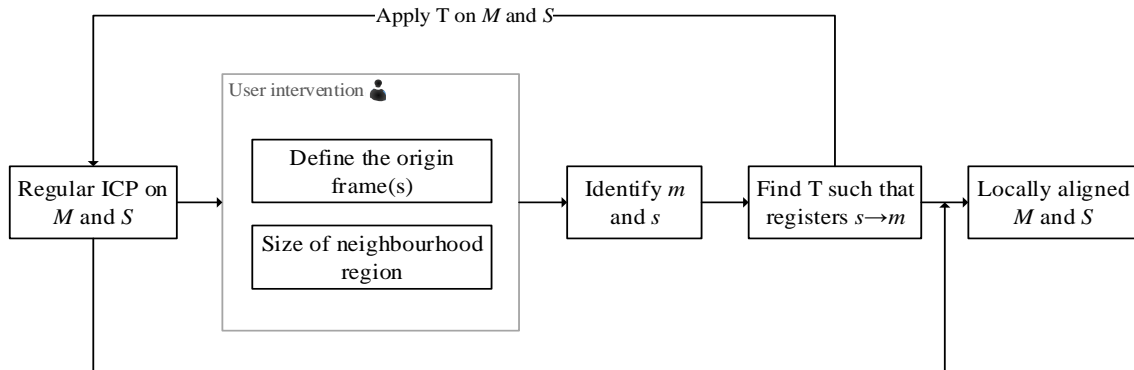 Apply T on M and S
User intervention
Define the origin
frame(s)
Size of neighbourhood
region
Regular ICP on
M and S
Identify m
and s
Find T such that
registers s→m
Locally aligned
M and S